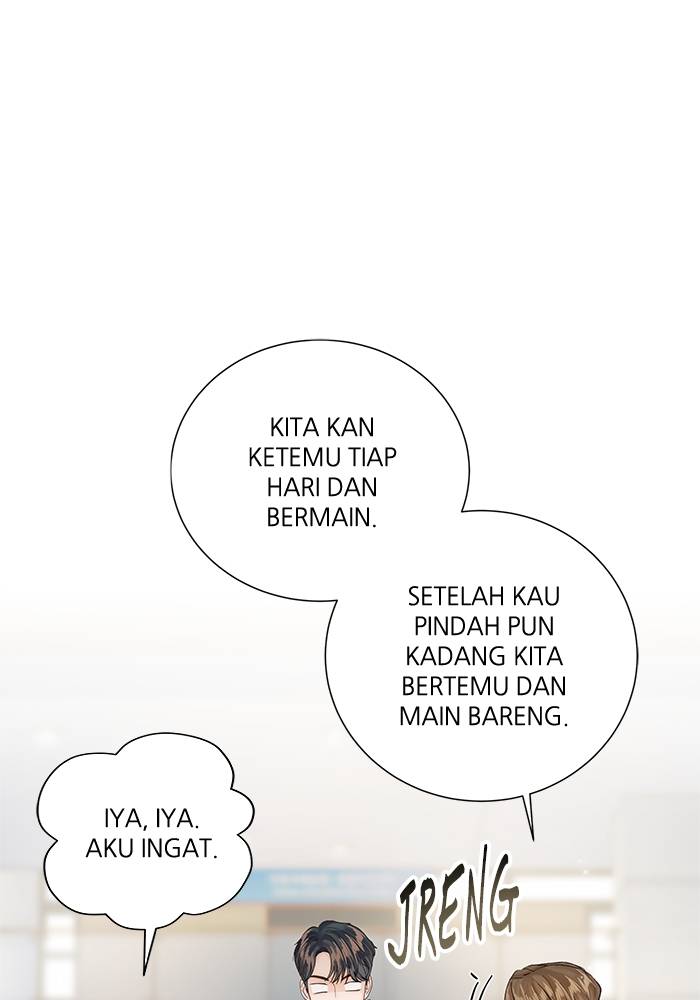 KITA KAN
KETEMU TIAP
HARI DAN
BERMAIN.
SETELAH KAU
PINDAH PUN
KADANG KITA
BERTEMU DAN
MAIN BARENG.
IYA, IYA.
AKU INGAT.
JRENG